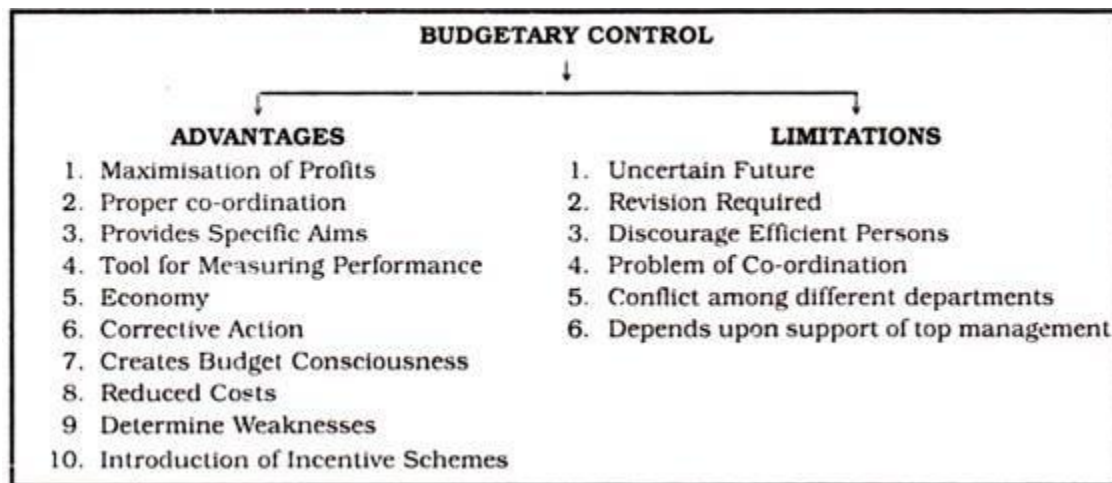 BUDGETARY CONTROL
ADVANTAGES
1. Maximisation of Profits
2. Proper co-ordination
3. Provides Specific Aims
4. Tool for Measuring Performance
5. Economy
6. Corrective Action
7. Creates Budget Consciousness
8. Reduced Costs
9 Determine Weaknesses
10. Introduction of Incentive Schemes
LIMITATIONS
1. Uncertain Future
2. Revision Required
3. Discourage Efficient Persons
4. Problem of Co-ordination
5. Conflict among different departments
6. Depends upon support of top management